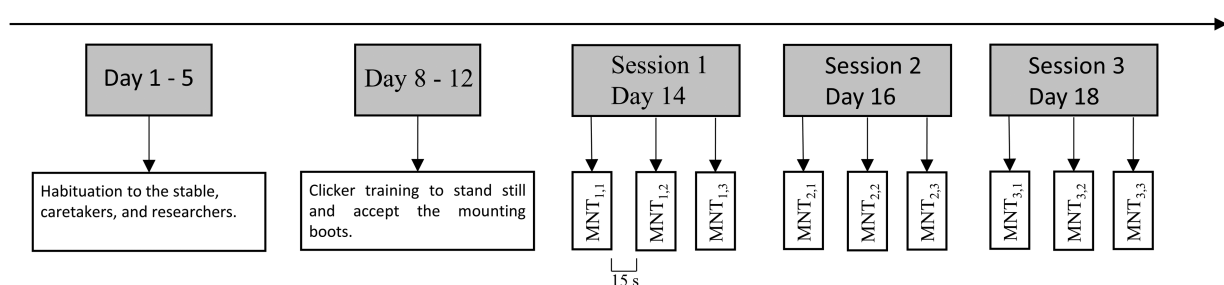 Day 1 - 5
Day 8 - 12
Session 1
Day 14
Session 2
Day 16
Session 3
Day 18
Habituation to the stable,
caretakers, and researchers.
Clicker training to stand still
and accept the mounting
boots.
MNT1,1
MNT1,2
MNT1,3
MNT2,1
MNT2,2
MNT2,3
MNT3,1
MNT3,2
MNT3,3
15 s